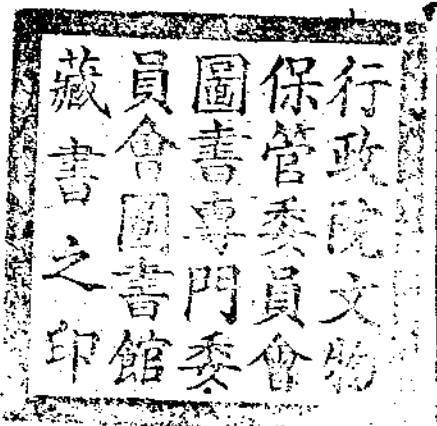 行政院文物
保管委員會
圖書專門委
員會圖書館
藏書之印